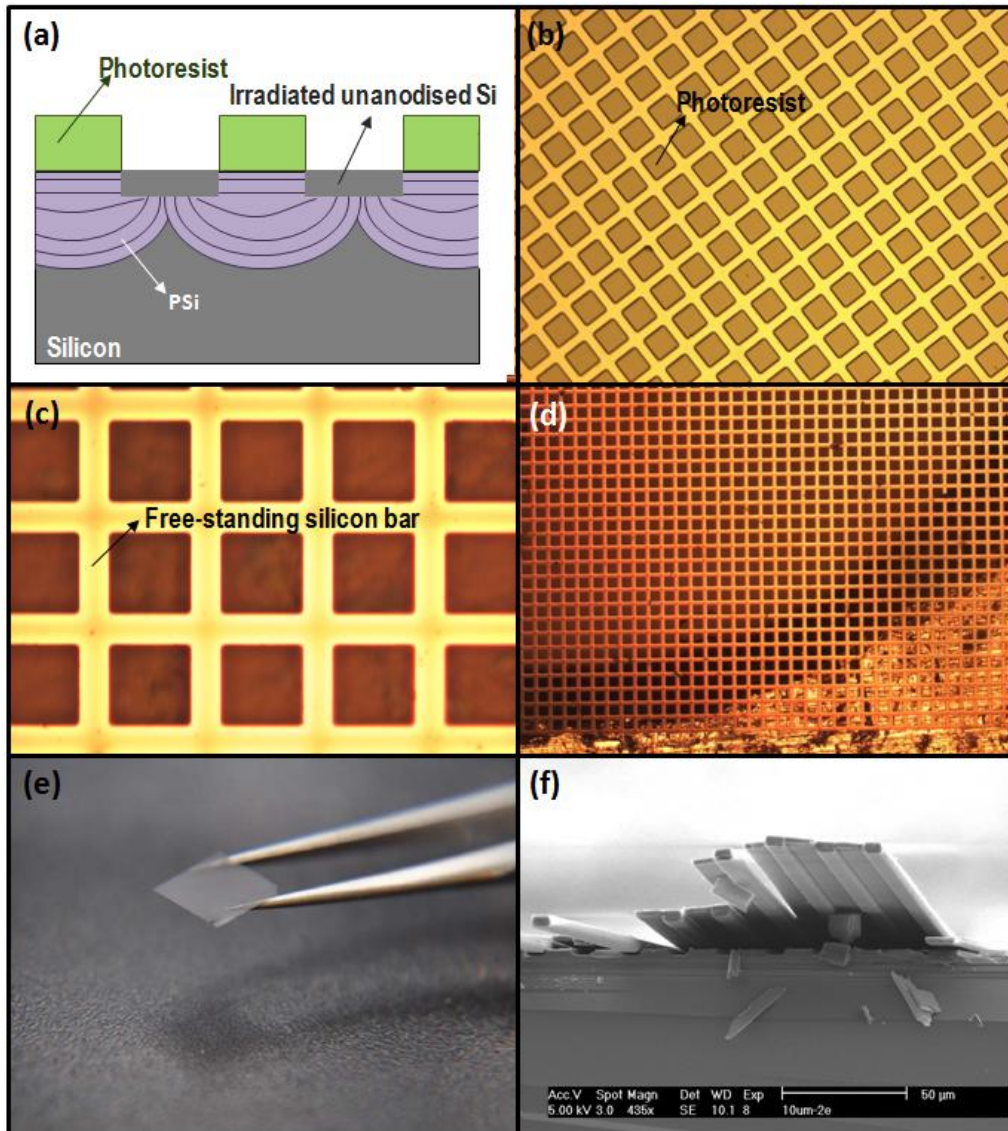 (a)
Photoresist
Irradiated unanodised Si
PSi
Silicon
(b)
Photoresist
(c)
Free-standing silicon bar
(d)
(e)
(f)
Acc.V Spot Magn Det WD Exp 50 µm
5.00 kV 3.0 435x SE 10.1 8 10um-2e